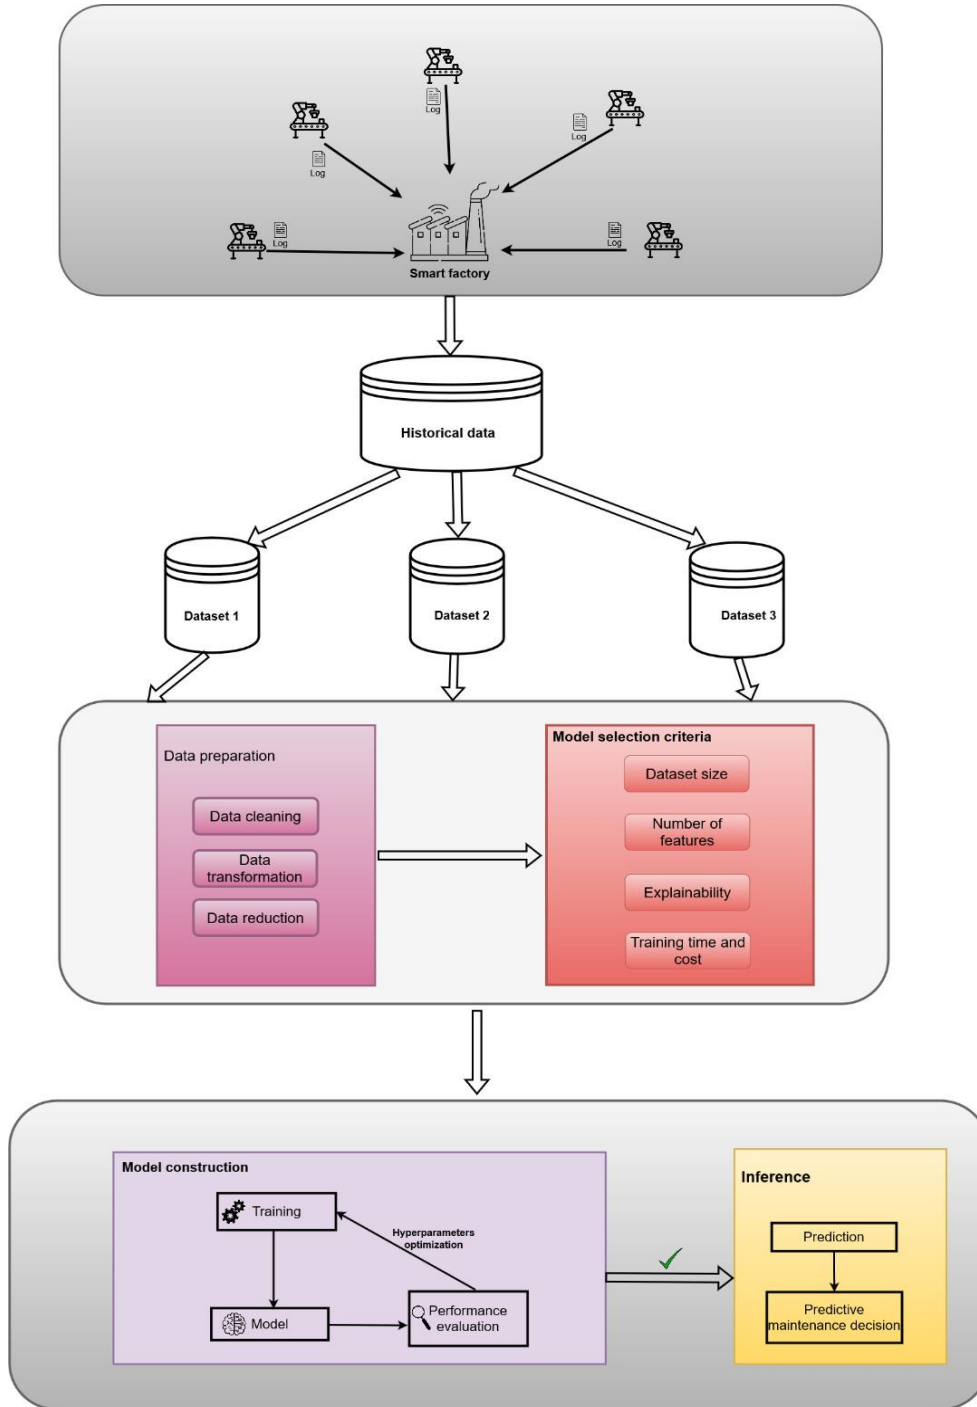 Log
Log
Log
Log
Log
Smart factory
Historical data
Dataset 1
Dataset 2
Dataset 3
Data preparation
Data cleaning
Data
transformation
Data reduction
Model selection criteria
Dataset size
Number of
features
Explainability
Training time and
cost
Model construction
Training
Hyperparameters
optimization
Model
Performance
evaluation
Inference
Prediction
Predictive
maintenance decision